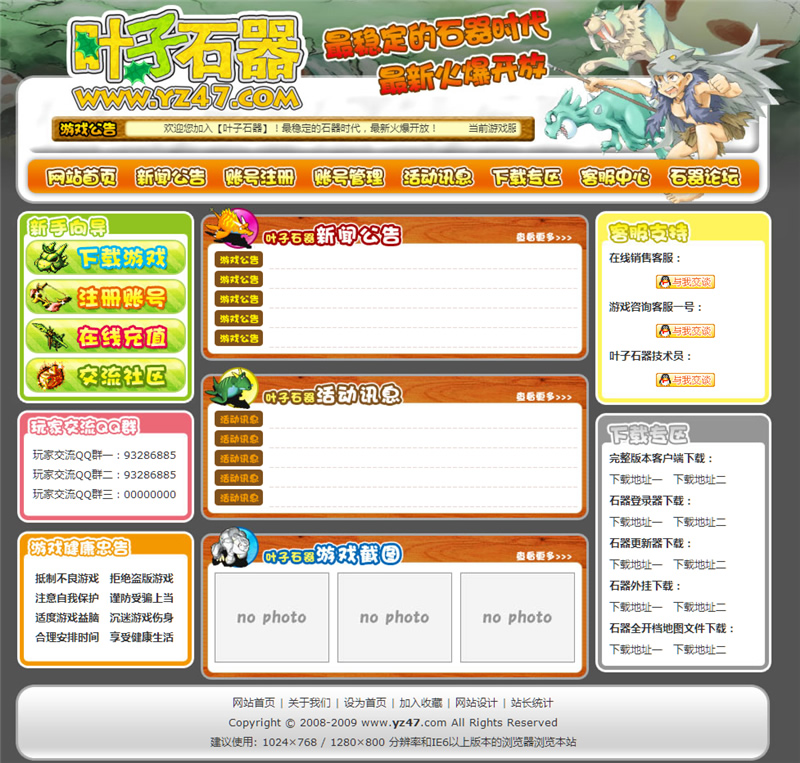 叶子石器
www.YZ47.com
最稳定的石器时代
最新火爆开放
游戏公告 欢迎您加入【叶子石器】！最稳定石器时代，最新火爆开放！ 当前游戏服
网站首页 新闻公告 账号注册 账号管理 活动讯息 下载专区 客服中心 石器论坛
新手向导
下载游戏
注册账号
在线充值
交流社区
玩家交流QQ群
玩家交流QQ群一：93286885
玩家交流QQ群二：93286885
玩家交流QQ群三：00000000
游戏健康忠告
抵制不良游戏 拒绝盗版游戏
注意自我保护 谨防受骗上当
适度游戏益脑 沉迷游戏伤身
合理安排时间 享受健康生活
叶子石器新闻公告 查看更多>>>
游戏公告
游戏公告
游戏公告
游戏公告
游戏公告
叶子石器活动讯息 查看更多>>>
活动讯息
活动讯息
活动讯息
活动讯息
活动讯息
叶子石器游戏截图 查看更多>>>
no photo no photo no photo
客服支持
在线销售客服：
与我交谈
游戏咨询客服一号：
与我交谈
叶子石器技术员：
与我交谈
下载专区
完整版本客户端下载：
下载地址一 下载地址二
石器登录器下载：
下载地址一 下载地址二
石器更新器下载：
下载地址一 下载地址二
石器外挂下载：
下载地址一 下载地址二
石器全开档地图文件下载：
下载地址一 下载地址二
网站首页 | 关于我们 | 设为首页 | 加入收藏 | 网站设计 | 站长统计
Copyright © 2008-2009 www.yz47.com All Rights Reserved
建议使用: 1024×768 / 1280×800 分辨率和IE6以上版本的浏览器浏览本站